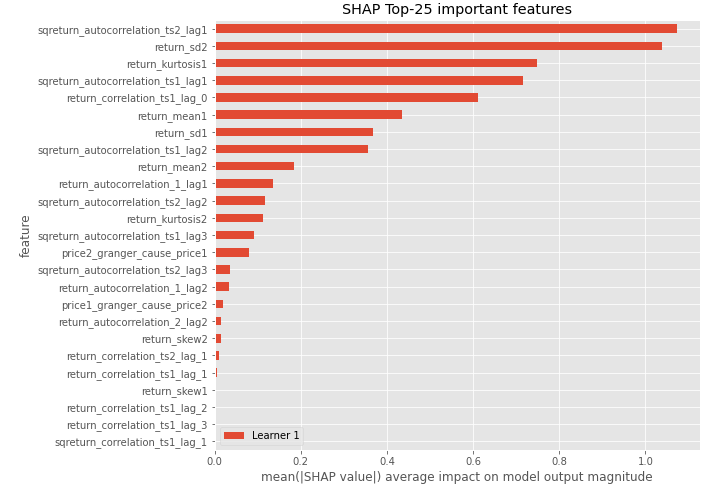 SHAP Top-25 important features
sqreturn_autocorrelation_ts2_lag1
return_sd2
return_kurtosis1
sqreturn_autocorrelation_ts1_lag1
return_correlation_ts1_lag_0
return_mean1
return_sd1
sqreturn_autocorrelation_ts1_lag2
return_mean2
return_autocorrelation_1_lag1
sqreturn_autocorrelation_ts2_lag2
return_kurtosis2
sqreturn_autocorrelation_ts1_lag3
price2_granger_cause_price1
sqreturn_autocorrelation_ts2_lag3
return_autocorrelation_1_lag2
price1_granger_cause_price2
return_autocorrelation_2_lag2
return_skew2
return_correlation_ts2_lag_1
return_correlation_ts1_lag_1
return_skew1
return_correlation_ts1_lag_2
return_correlation_ts1_lag_3
sqreturn_correlation_ts1_lag_1
feature
Learner 1
0.0 0.2 0.4 0.6 0.8 1.0
mean(|SHAP value|) average impact on model output magnitude